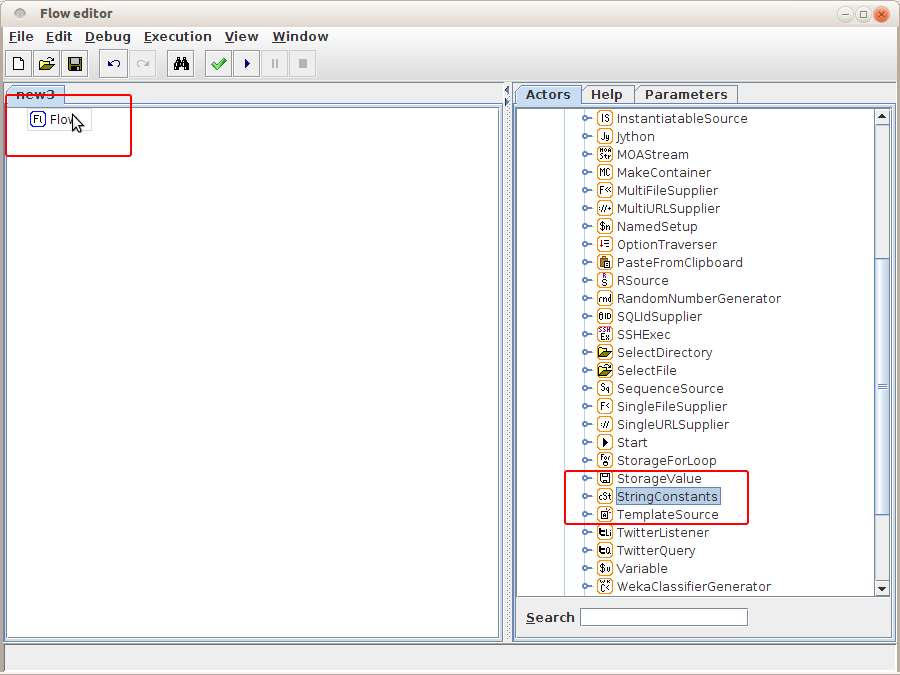 Flow editor
File Edit Debug Execution View Window
new3
Flow
Actors Help Parameters
InstantiatableSource
Jython
MOAStream
MakeContainer
MultiFileSupplier
MultiURLSupplier
NamedSetup
OptionTraverser
PasteFromClipboard
RSource
RandomNumberGenerator
SQLIdSupplier
SSHExec
SelectDirectory
SelectFile
SequenceSource
SingleFileSupplier
SingleURLSupplier
Start
StorageForLoop
StorageValue
StringConstants
TemplateSource
TwitterListener
TwitterQuery
Variable
WekaClassifierGenerator
Search